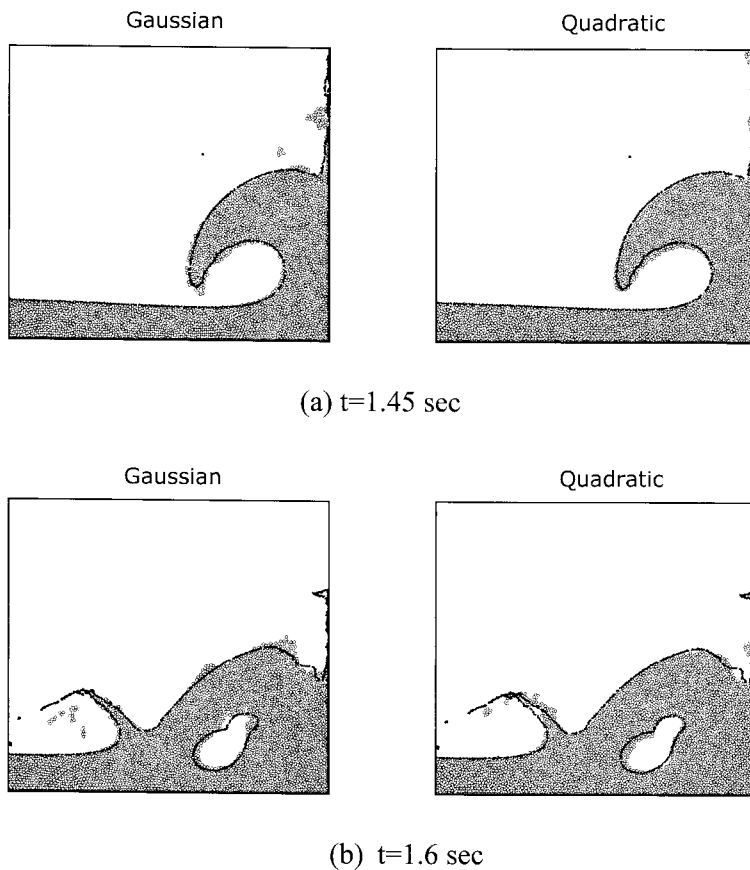 Gaussian
Quadratic
(a) t=1.45 sec
Gaussian
Quadratic
(b) t=1.6 sec